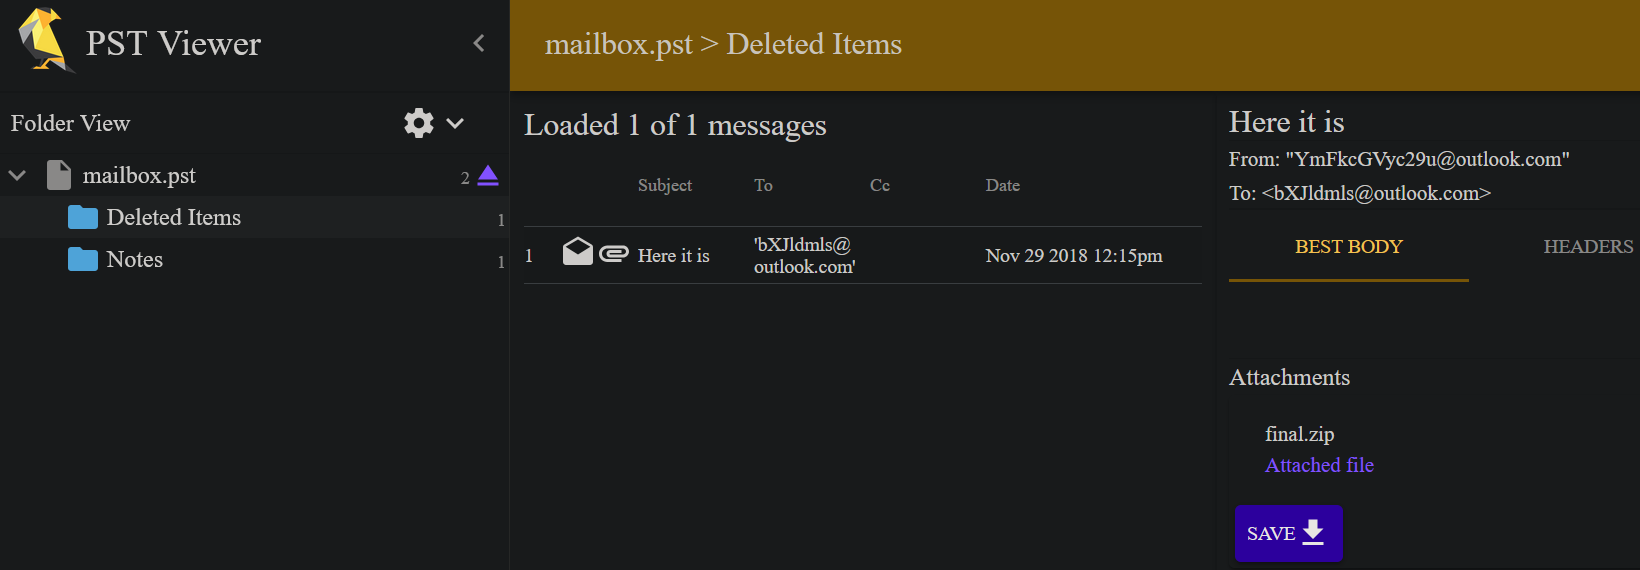 PST Viewer
mailbox.pst > Deleted Items
Folder View
mailbox.pst 2
Deleted Items 1
Notes 1
Loaded 1 of 1 messages
Subject To Cc Date
1 Here it is 'bXJldmls@ Nov 29 2018 12:15pm
outlook.com'
Here it is
From: "YmFkcGVyc29u@outlook.com"
To: <bXJldmls@outlook.com>
BEST BODY HEADERS
Attachments
final.zip
Attached file
SAVE